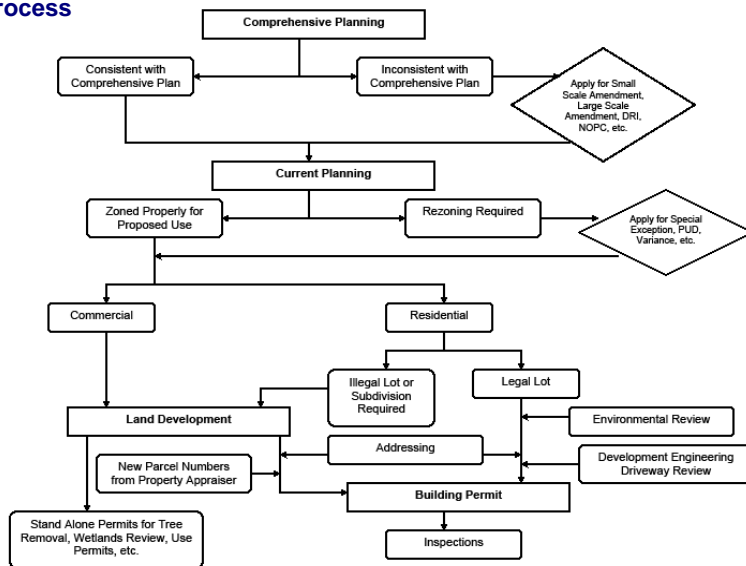 rocess
Comprehensive Planning
Consistent with
Comprehensive Plan
Inconsistent with
Comprehensive Plan
Apply for Small
Scale Amendment,
Large Scale
Amendment, DRI,
NOPC, etc.
Current Planning
Zoned Properly for
Proposed Use
Rezoning Required
Apply for Special
Exception, PUD,
Variance, etc.
Commercial
Residential
Illegal Lot or
Subdivision
Required
Legal Lot
Land Development
Environmental Review
Addressing
New Parcel Numbers
from Property Appraiser
Development Engineering
Driveway Review
Building Permit
Stand Alone Permits for Tree
Removal, Wetlands Review, Use
Permits, etc.
Inspections